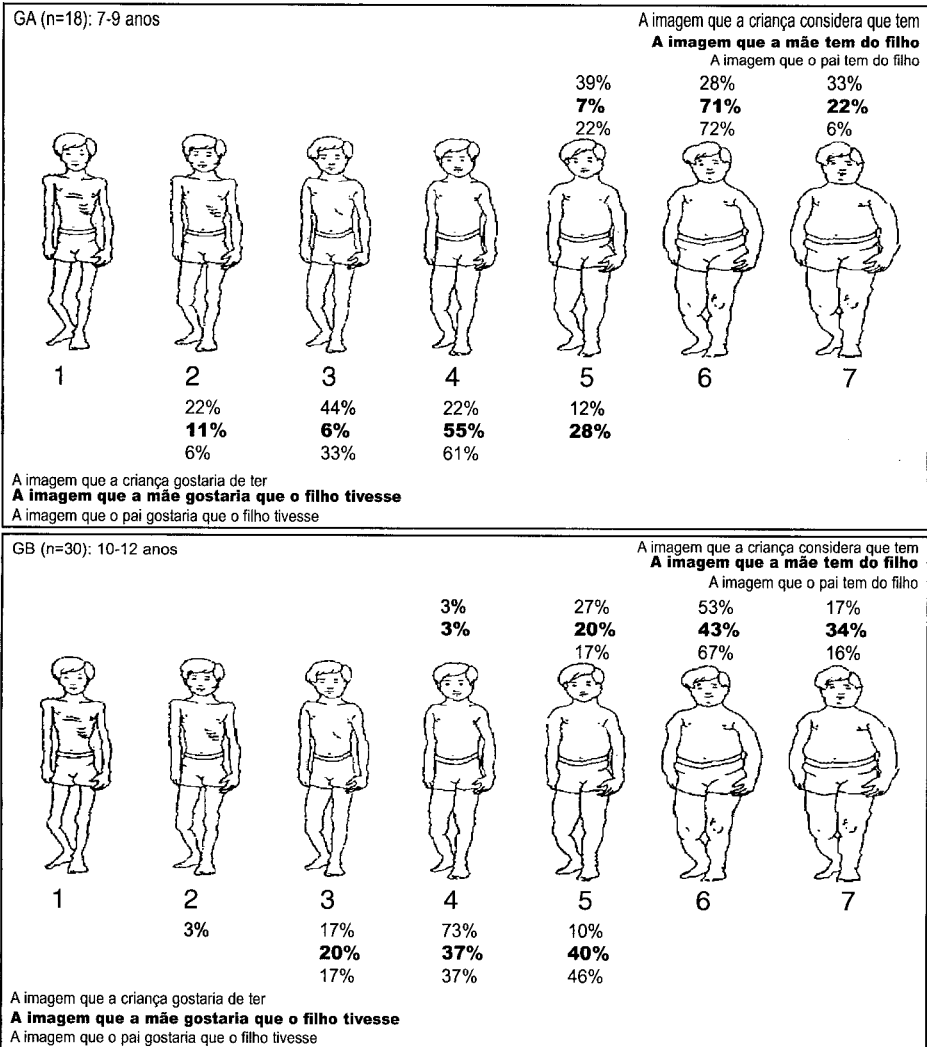 GA (n=18): 7-9 anos
A imagem que a criança considera que tem
A imagem que a mãe tem do filho
A imagem que o pai tem do filho
39% 28% 33%
7% 71% 22%
22% 72% 6%
1 2 3 4 5 6 7
22% 44% 22% 12%
11% 6% 55% 28%
6% 33% 61%
A imagem que a criança gostaria de ter
A imagem que a mãe gostaria que o filho tivesse
A imagem que o pai gostaria que o filho tivesse
GB (n=30): 10-12 anos
A imagem que a criança considera que tem
A imagem que a mãe tem do filho
A imagem que o pai tem do filho
3% 27% 53% 17%
3% 20% 43% 34%
17% 67% 16%
1 2 3 4 5 6 7
3% 17% 73% 10%
20% 37% 40%
17% 37% 46%
A imagem que a criança gostaria de ter
A imagem que a mãe gostaria que o filho tivesse
A imagem que o pai gostaria que o filho tivesse